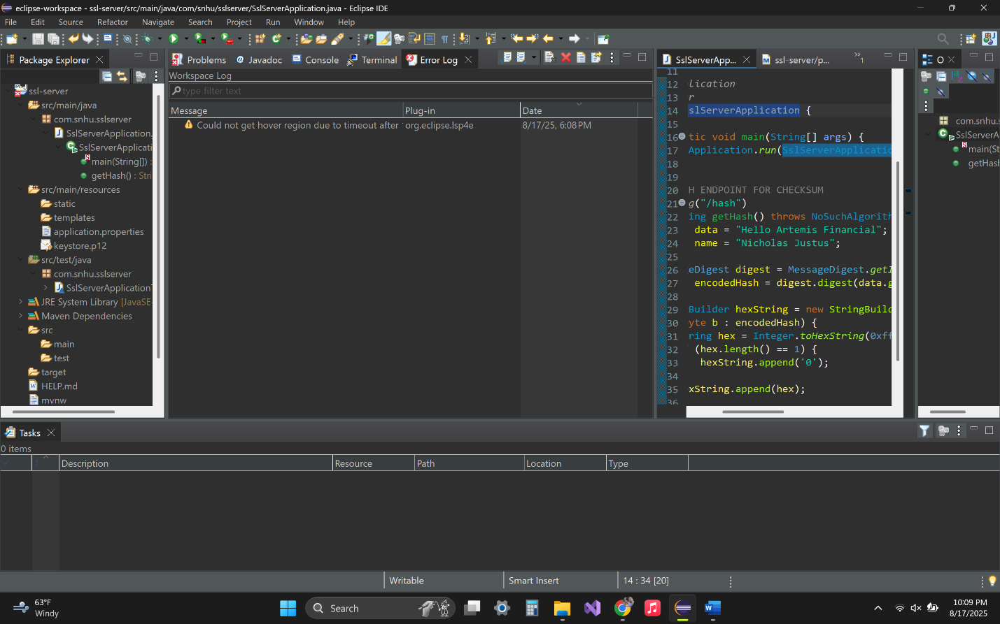 eclipse-workspace - ssl-server/src/main/java/com/snhu/sslserver/SslServerApplication.java - Eclipse IDE
File Edit Source Refactor Navigate Search Project Run Window Help
Package Explorer
ssl-server
src/main/java
com.snhu.sslserver
SslServerApplication.
SslServerApplicati
main(String[]) :
getHash() : Stri
src/main/resources
static
templates
application.properties
keystore.p12
src/test/java
com.snhu.sslserver
SslServerApplication
JRE System Library [JavaSE-
Maven Dependencies
src
main
test
target
HELP.md
mvnw
Problems @ Javadoc Console Terminal Error Log
Workspace Log
type filter text
Message Plug-in Date
Could not get hover region due to timeout after org.eclipse.lsp4e 8/17/25, 6:08 PM
SslServerApp... ssl-server/p... »1
11
12 lication
13 r
14 slServerApplication {
15
16 tic void main(String[] args) {
17 Application.run(SslServerApplicatio
18
19
20 H ENDPOINT FOR CHECKSUM
21 g("/hash")
22 ing getHash() throws NoSuchAlgorith
23 data = "Hello Artemis Financial";
24 name = "Nicholas Justus";
25
26 eDigest digest = MessageDigest.getI
27 encodedHash = digest.digest(data.g
28
29 Builder hexString = new StringBuild
30 yte b : encodedHash) {
31 ring hex = Integer.toHexString(0xff
32 (hex.length() == 1) {
33 hexString.append('0');
34
35 xString.append(hex);
36
O
com.snhu.s
SslServerA
main(St
getHash
Tasks
0 items
! Description Resource Path Location Type
Writable Smart Insert 14 : 34 [20]
63°F
Windy
Search
10:09 PM
8/17/2025